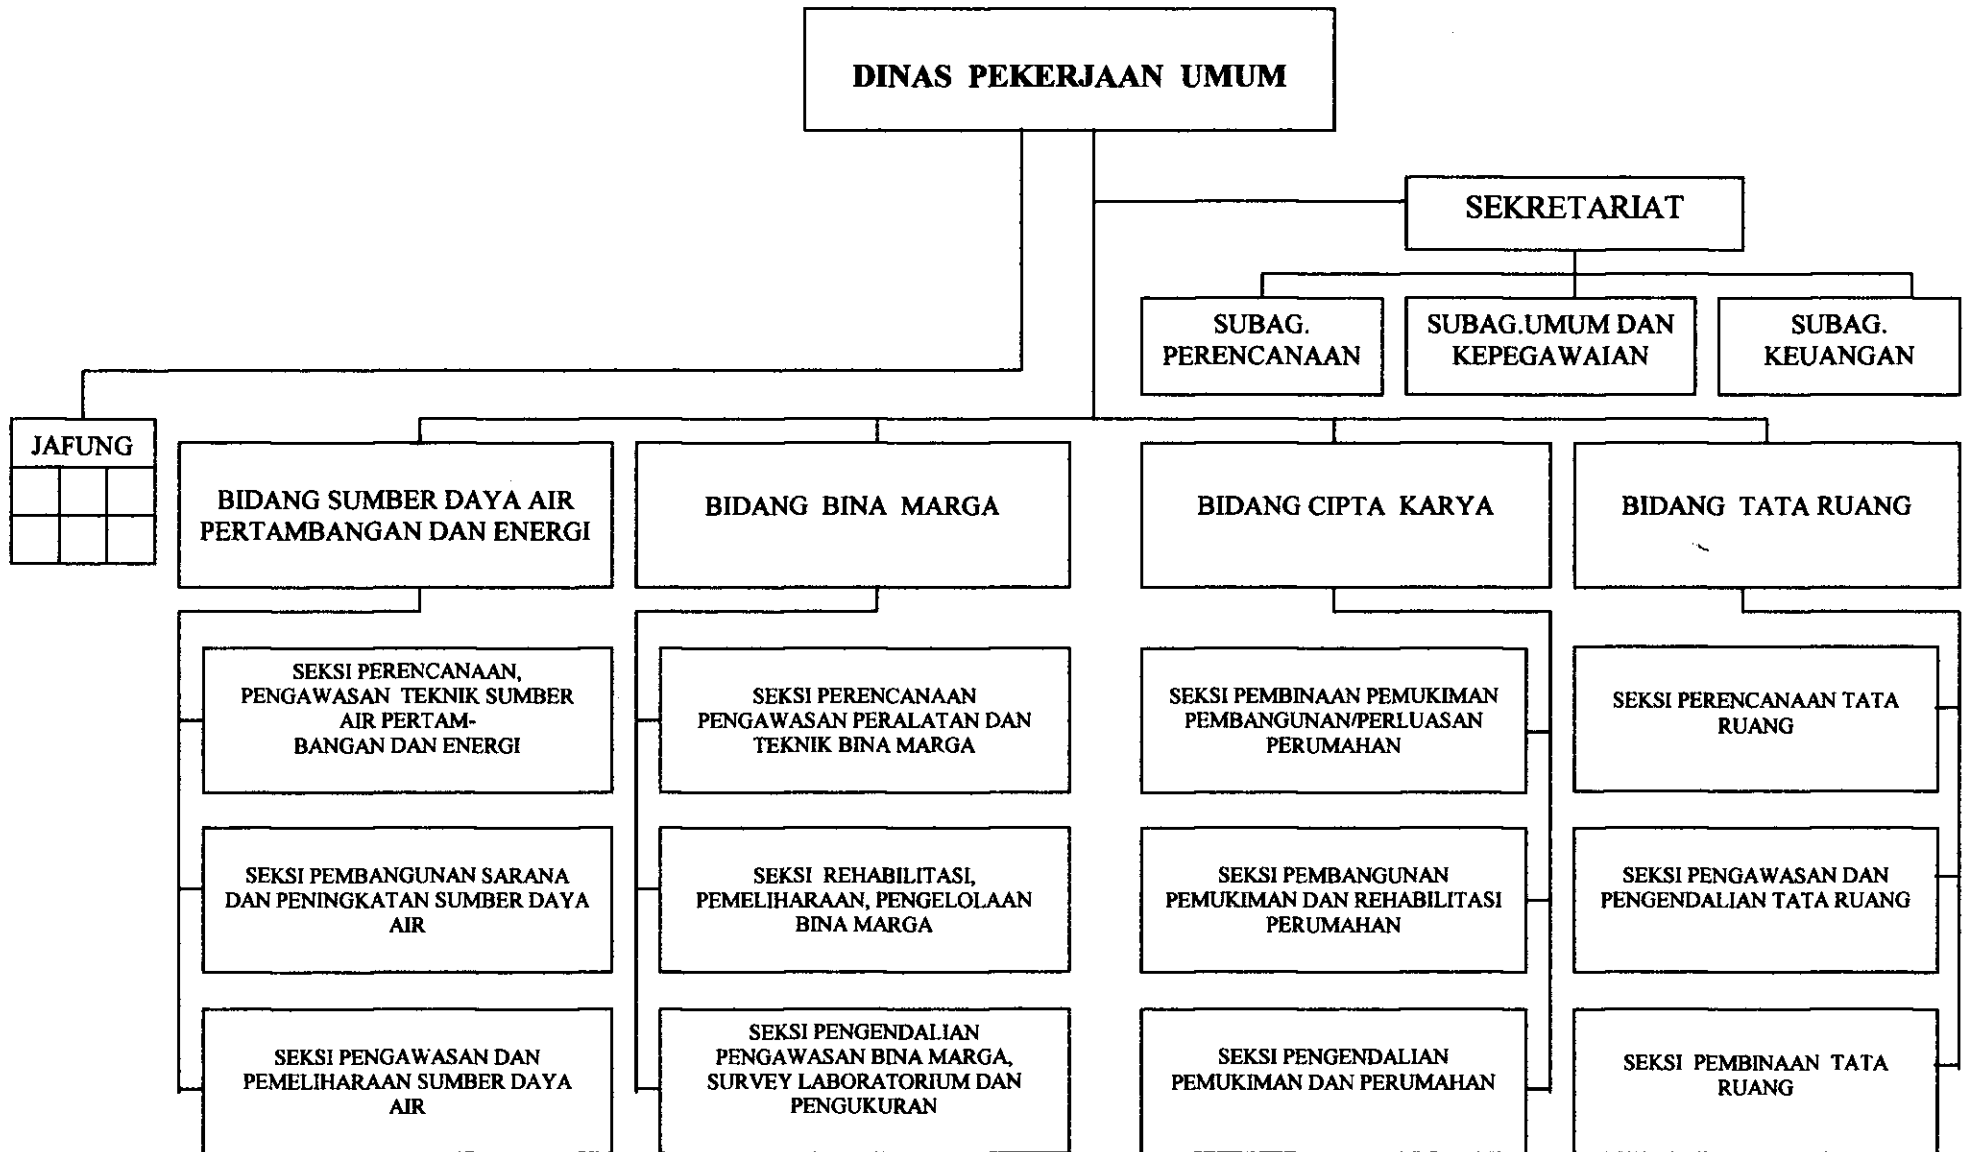 DINAS PEKERJAAN UMUM
SEKRETARIAT
SUBAG.
PERENCANAAN
SUBAG.UMUM DAN
KEPEGAWAIAN
SUBAG.
KEUANGAN
JAFUNG
BIDANG SUMBER DAYA AIR
PERTAMBANGAN DAN ENERGI
BIDANG BINA MARGA
BIDANG CIPTA KARYA
BIDANG TATA RUANG
SEKSI PERENCANAAN,
PENGAWASAN TEKNIK SUMBER
AIR PERTAM-
BANGAN DAN ENERGI
SEKSI PERENCANAAN
PENGAWASAN PERALATAN DAN
TEKNIK BINA MARGA
SEKSI PEMBINAAN PEMUKIMAN
PEMBANGUNAN/PERLUASAN
PERUMAHAN
SEKSI PERENCANAAN TATA
RUANG
SEKSI PEMBANGUNAN SARANA
DAN PENINGKATAN SUMBER DAYA
AIR
SEKSI REHABILITASI,
PEMELIHARAAN, PENGELOLAAN
BINA MARGA
SEKSI PEMBANGUNAN
PEMUKIMAN DAN REHABILITASI
PERUMAHAN
SEKSI PENGAWASAN DAN
PENGENDALIAN TATA RUANG
SEKSI PENGAWASAN DAN
PEMELIHARAAN SUMBER DAYA
AIR
SEKSI PENGENDALIAN
PENGAWASAN BINA MARGA,
SURVEY LABORATORIUM DAN
PENGUKURAN
SEKSI PENGENDALIAN
PEMUKIMAN DAN PERUMAHAN
SEKSI PEMBINAAN TATA
RUANG